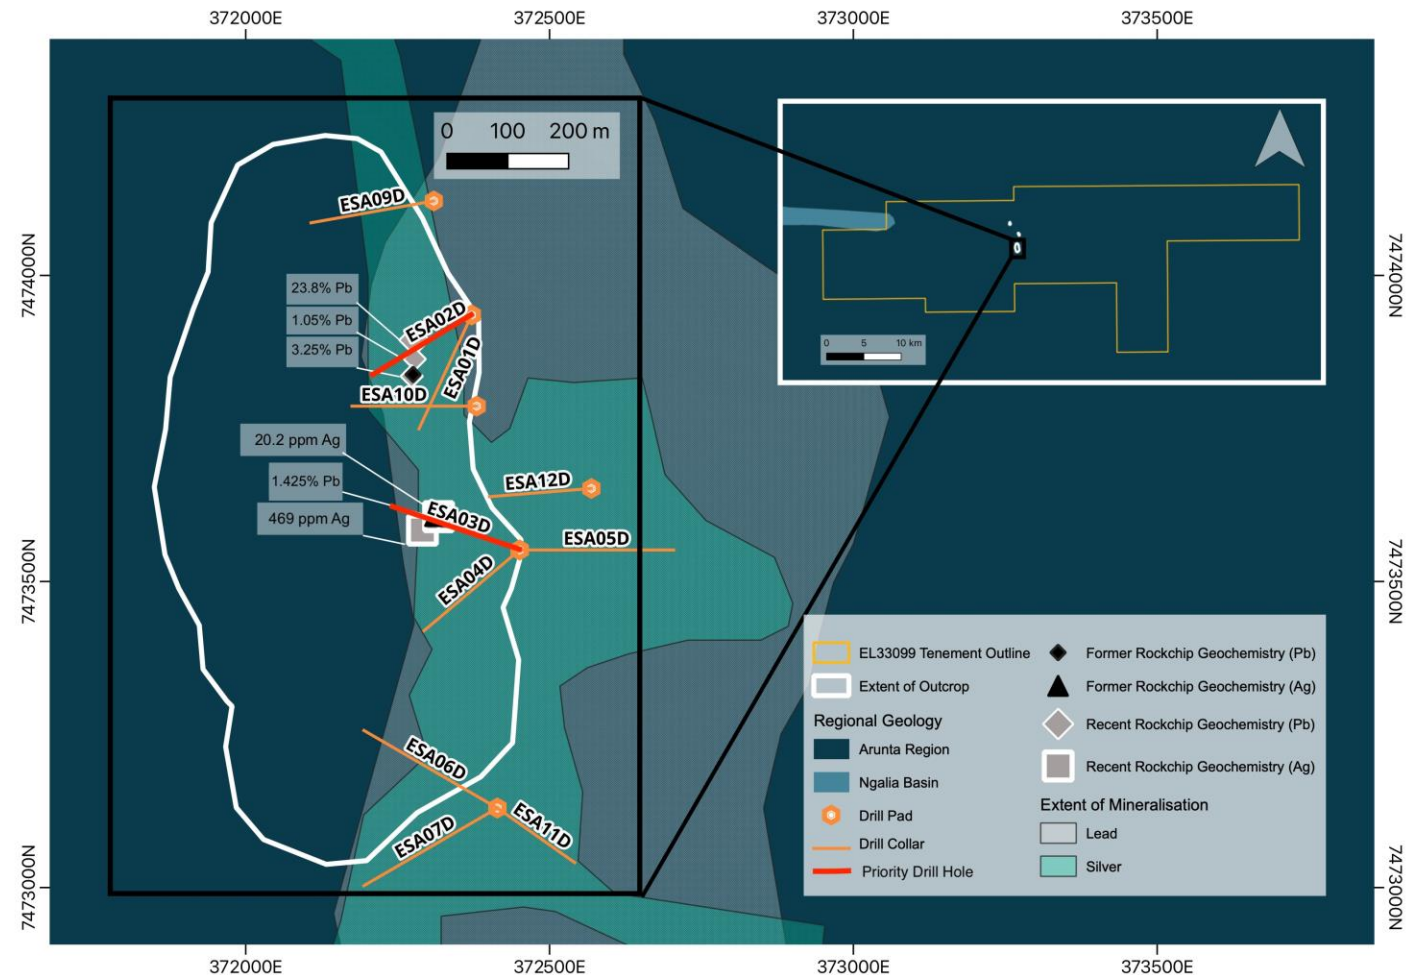 372000E
372500E
373000E
373500E
0 100 200 m
ESA09D
7474000N
7474000N
23.8% Pb
1.05% Pb
3.25% Pb
ESA02D
ESA01D
ESA10D
0 5 10 km
20.2 ppm Ag
1.425% Pb
469 ppm Ag
ESA12D
ESA03D
ESA05D
ESA04D
7473500N
7473500N
ESA06D
ESA11D
ESA07D
7473000N
7473000N
EL33099 Tenement Outline
Extent of Outcrop
Regional Geology
Arunta Region
Ngalia Basin
Drill Pad
Drill Collar
Priority Drill Hole
Former Rockchip Geochemistry (Pb)
Former Rockchip Geochemistry (Ag)
Recent Rockchip Geochemistry (Pb)
Recent Rockchip Geochemistry (Ag)
Extent of Mineralisation
Lead
Silver
372000E
372500E
373000E
373500E